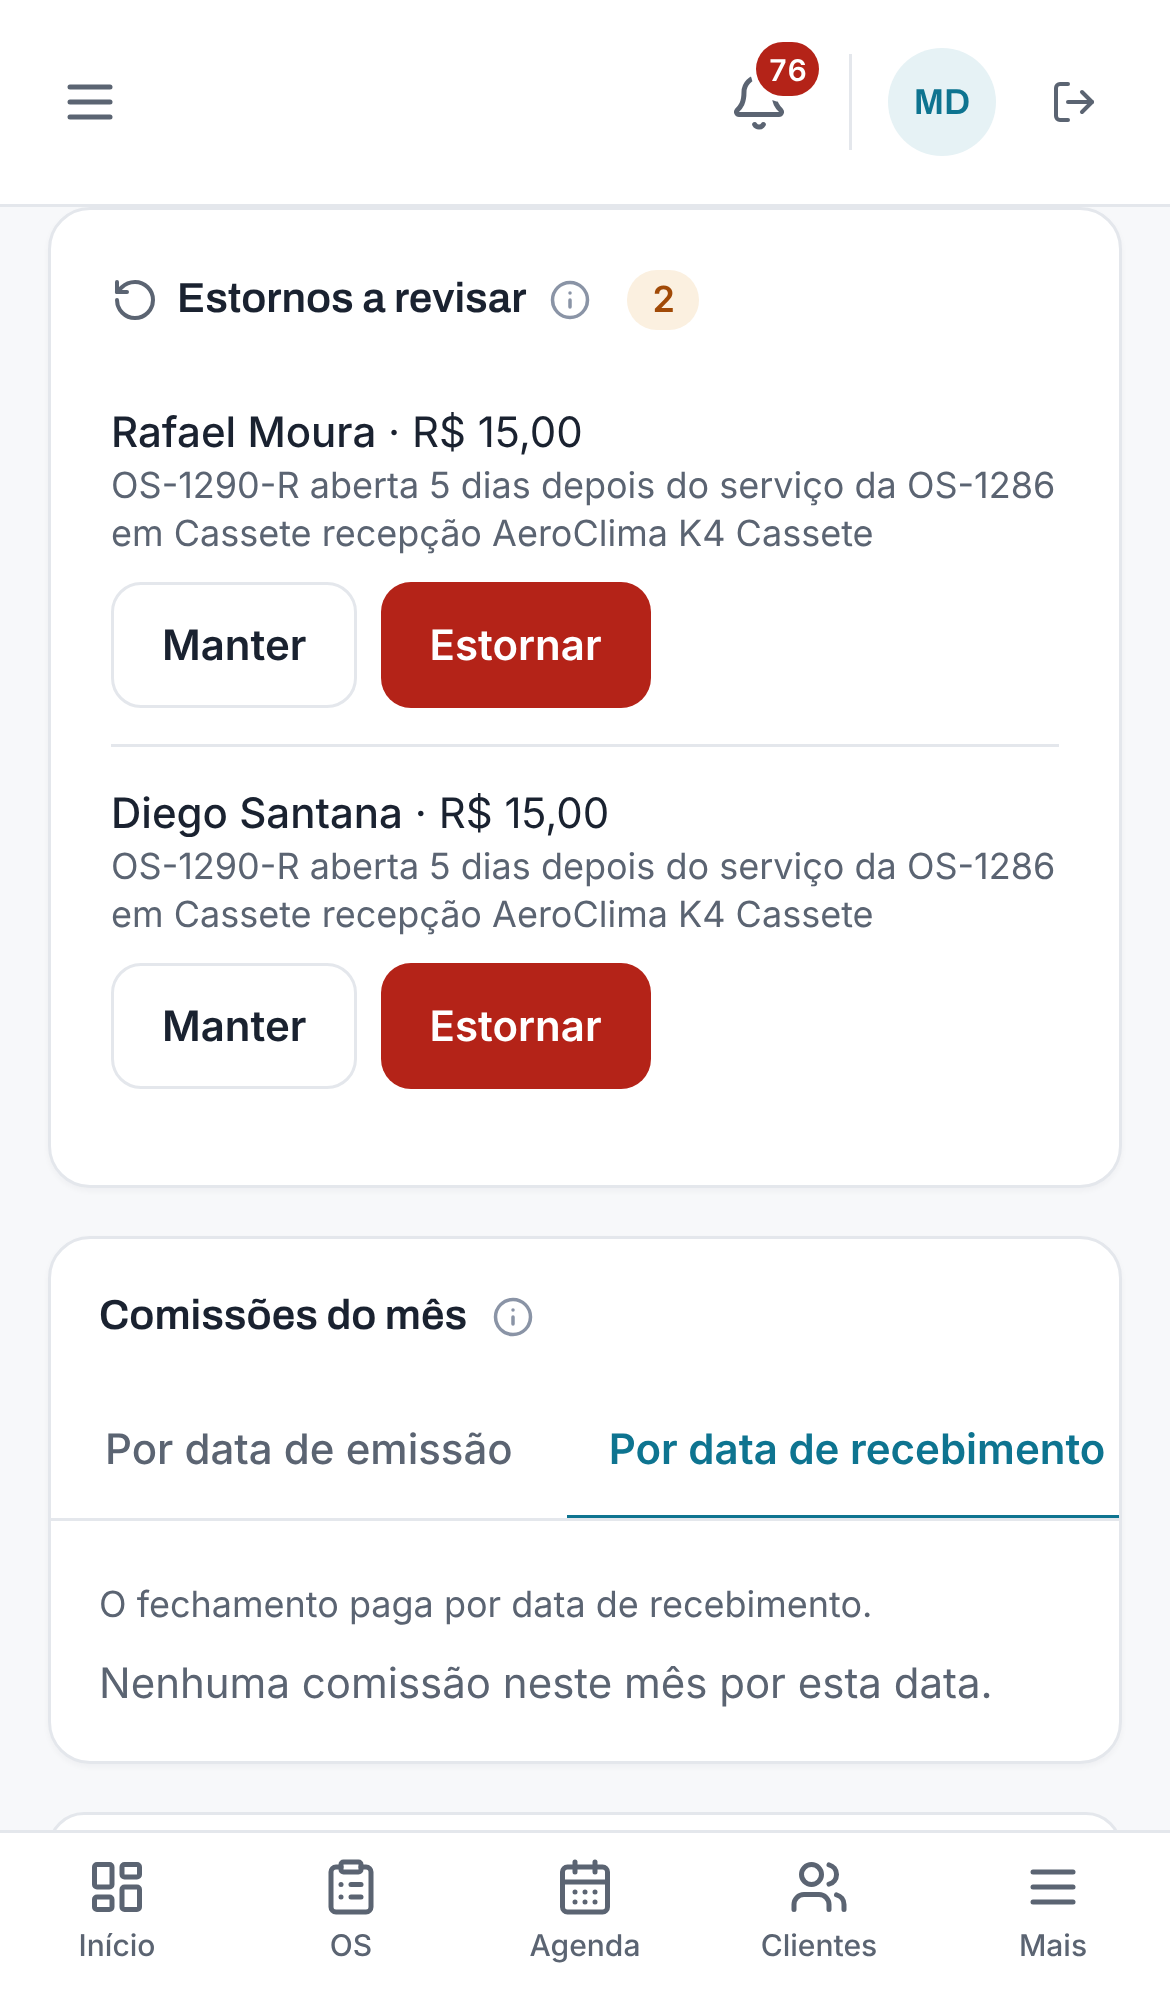 76
MD
Estornos a revisar
2
Rafael Moura · R$ 15,00
OS-1290-R aberta 5 dias depois do serviço da OS-1286
em Cassete recepção AeroClima K4 Cassete
Manter
Estornar
Diego Santana · R$ 15,00
OS-1290-R aberta 5 dias depois do serviço da OS-1286
em Cassete recepção AeroClima K4 Cassete
Manter
Estornar
Comissões do mês
Por data de emissão
Por data de recebimento
O fechamento paga por data de recebimento.
Nenhuma comissão neste mês por esta data.
Início
OS
Agenda
Clientes
Mais